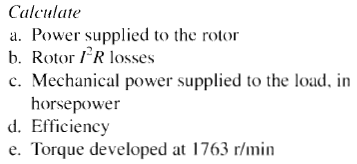 Calculate
a. Power supplied to the rotor
b. Rotor I²R losses
c. Mechanical power supplied to the load, in
horsepower
d. Efficiency
e. Torque developed at 1763 r/min